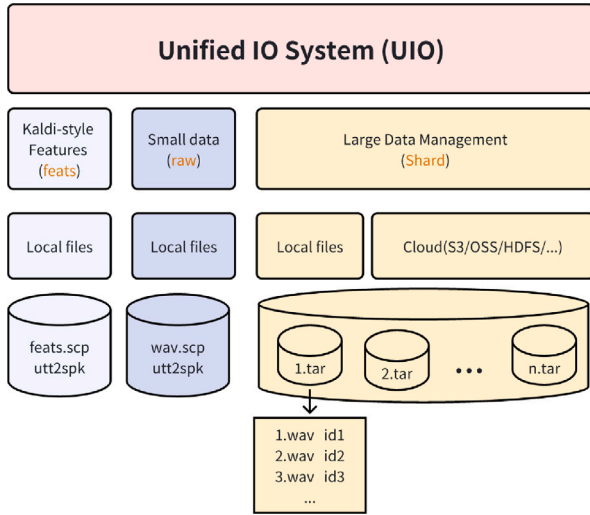 Unified IO System (UIO)
Kaldi-style
Features
(feats)
Small data
(raw)
Large Data Management
(Shard)
Local files
Local files
Local files
Cloud(S3/OSS/HDFS/...)
feats.scp
utt2spk
wav.scp
utt2spk
1.tar
2.tar
...
n.tar
1.wav id1
2.wav id2
3.wav id3
...